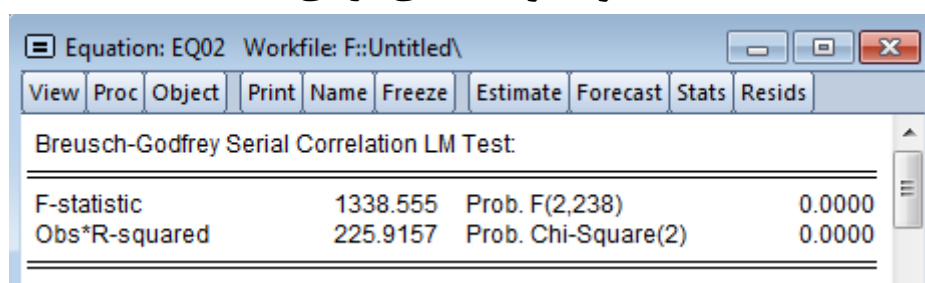 Equation: EQ02 Workfile: F::Untitled\
View Proc Object Print Name Freeze Estimate Forecast Stats Resids
Breusch-Godfrey Serial Correlation LM Test:
F-statistic 1338.555 Prob. F(2,238) 0.0000
Obs*R-squared 225.9157 Prob. Chi-Square(2) 0.0000